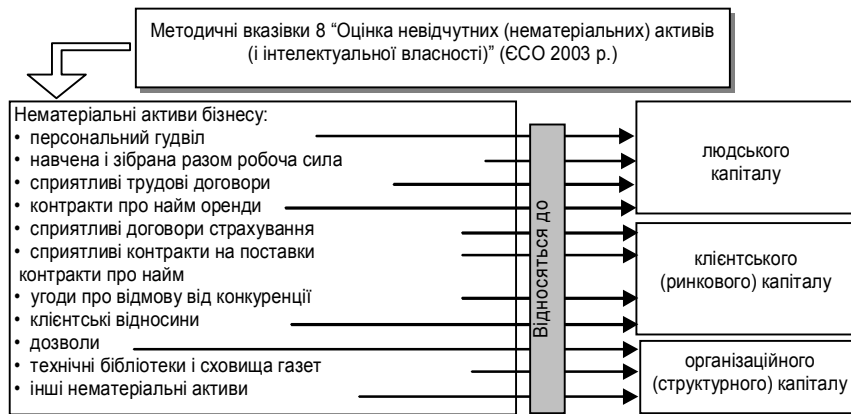 Методичні вказівки 8 “Оцінка невідчутних (нематеріальних) активів
(і інтелектуальної власності)” (ЄСО 2003 р.)
Нематеріальні активи бізнесу:
• персональний гудвіл
• навчена і зібрана разом робоча сила
• сприятливі трудові договори
• контракти про найм оренди
• сприятливі договори страхування
• сприятливі контракти на поставки
контракти про найм
• угоди про відмову від конкуренції
• клієнтські відносини
• дозволи
• технічні бібліотеки і сховища газет
• інші нематеріальні активи
Відносяться до
людського
капіталу
клієнтського
(ринкового) капіталу
організаційного
(структурного) капіталу